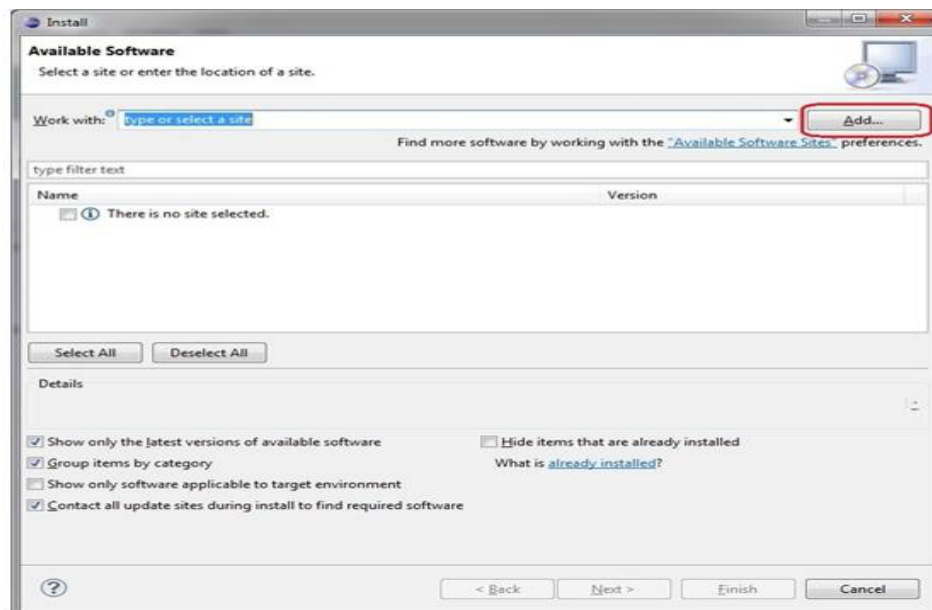 Install
Available Software
Select a site or enter the location of a site.
Work with: type or select a site Add...
Find more software by working with the "Available Software Sites" preferences.
type filter text
Name Version
There is no site selected.
Select All Deselect All
Details
Show only the latest versions of available software Hide items that are already installed
Group items by category What is already installed?
Show only software applicable to target environment
Contact all update sites during install to find required software
? < Back Next > Finish Cancel